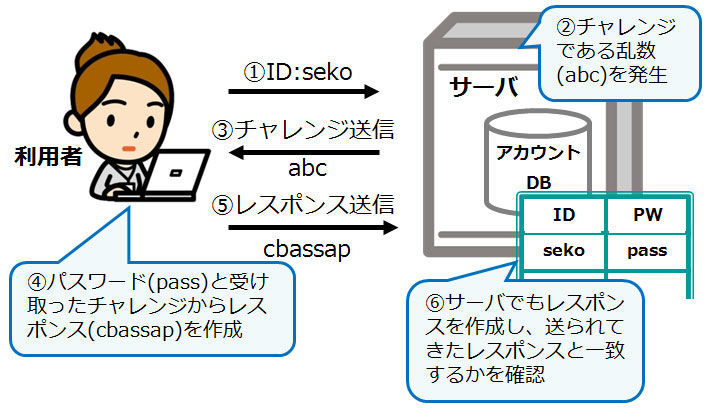 ①ID:seko
②チャレンジ
である乱数
(abc)を発生
サーバ
③チャレンジ送信
abc
利用者
アカウント
DB
⑤レスポンス送信
cbassap
ID PW
seko pass
④パスワード(pass)と受け
取ったチャレンジからレス
ポンス(cbassap)を作成
⑥サーバでもレスポン
スを作成し、送られて
きたレスポンスと一致
するかを確認